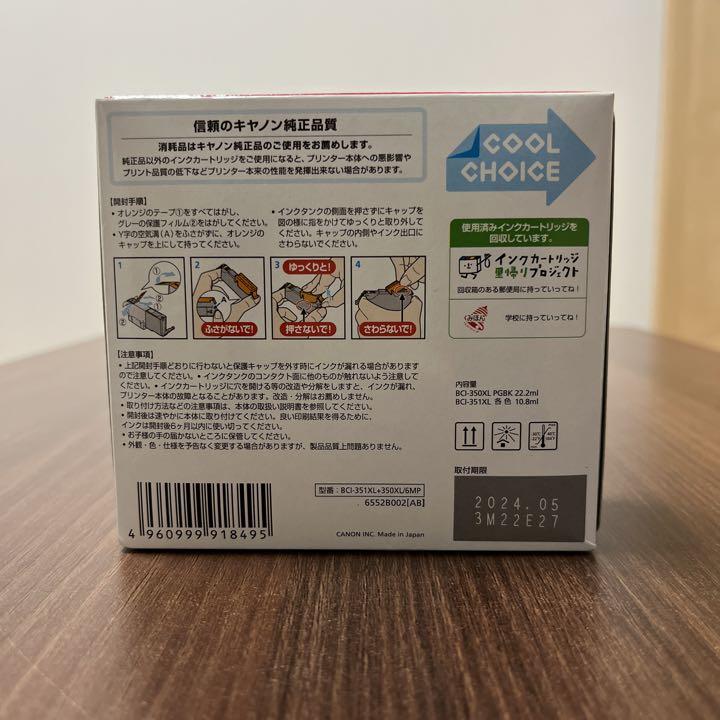 信頼のキヤノン純正品質
消耗品はキヤノン純正品のご使用をお薦めします。
純正品以外のインクカートリッジをご使用になると、プリンター本体への悪影響や
プリント品質の低下などプリンター本来の性能を発揮出来ない場合があります。
COOL
CHOICE
【開封手順】
• オレンジのテープ①をすべてはがし、
グレーの保護フィルム②をはがしてください。
• Y字の空気溝(A)をふさがずに、オレンジの
キャップを上にして持ってください。
• インクタンクの側面を押さずにキャップを
図の様に指をかけてゆっくりと取り外して
ください。キャップの内側やインク出口に
さわらないでください。
1
①
②
2
ふさがないで!
3
ゆっくりと!
押さないで!
4
さわらないで!
使用済みインクカートリッジを
回収しています。
インクカートリッジ
里帰りプロジェクト
回収箱のある郵便局に持っていってね!
学校に持っていってね!
【注意事項】
• 上記開封手順どおりに行わないと保護キャップを外す時にインクが漏れる場合があります
ので注意してください。• インクタンクのコンタクト面に他のものが触れないよう注意して
ください。• インクカートリッジに穴を開ける等の改造や分解をしますと、インクが漏れ、
プリンター本体の故障となることがあります。改造・分解はお薦めしません。
• 取り付け方法などの注意事項は、本体の取扱い説明書を参照してください。
• 開封後は速やかに本体に取り付けてください。良い印刷結果を得るために、
インクは開封後6ヶ月以内に使い切ってください。
• お子様の手の届かないところに保管してください。
• 外観・色・仕様を予告なく変更する場合がありますが、製品品質上問題ありません。
内容量
BCI-350XL PGBK 22.2ml
BCI-351XL 各色 10.8ml
取付期限
2024.05
3M22E27
型番:BCI-351XL+350XL/6MP
6552B002[AB]
CANON INC. Made in Japan
4 960999 918495